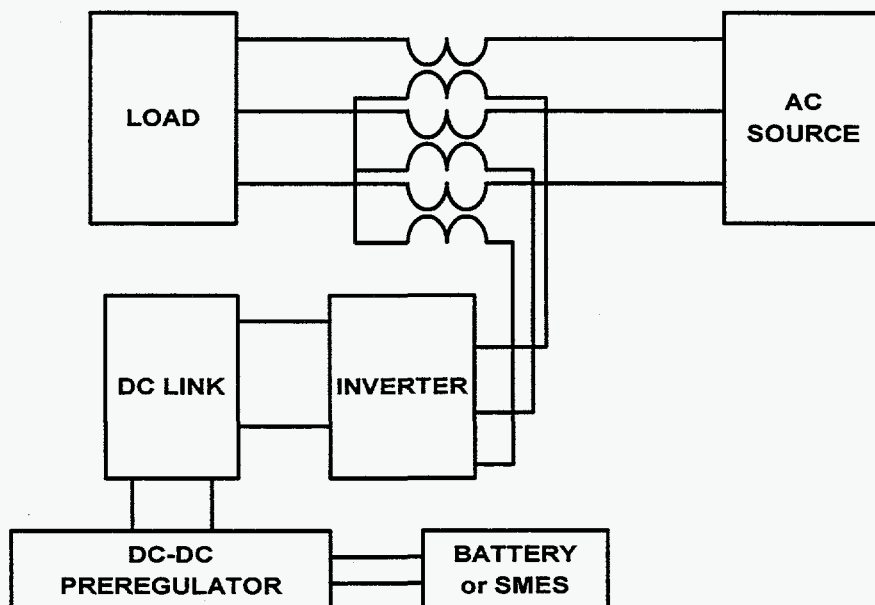 LOAD
AC
SOURCE
DC LINK
INVERTER
DC-DC
PREREGULATOR
BATTERY
or SMES